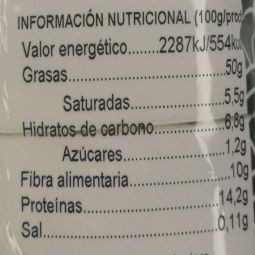 INFORMACIÓN NUTRICIONAL (100g/prod
Valor energético.......2287kJ/554kcal
Grasas..............................50g
Saturadas.......................5,5g
Hidratos de carbono..............6,8g
Azúcares........................1,2g
Fibra alimentaria...................10g
Proteínas.........................14,2g
Sal...............................0,11g